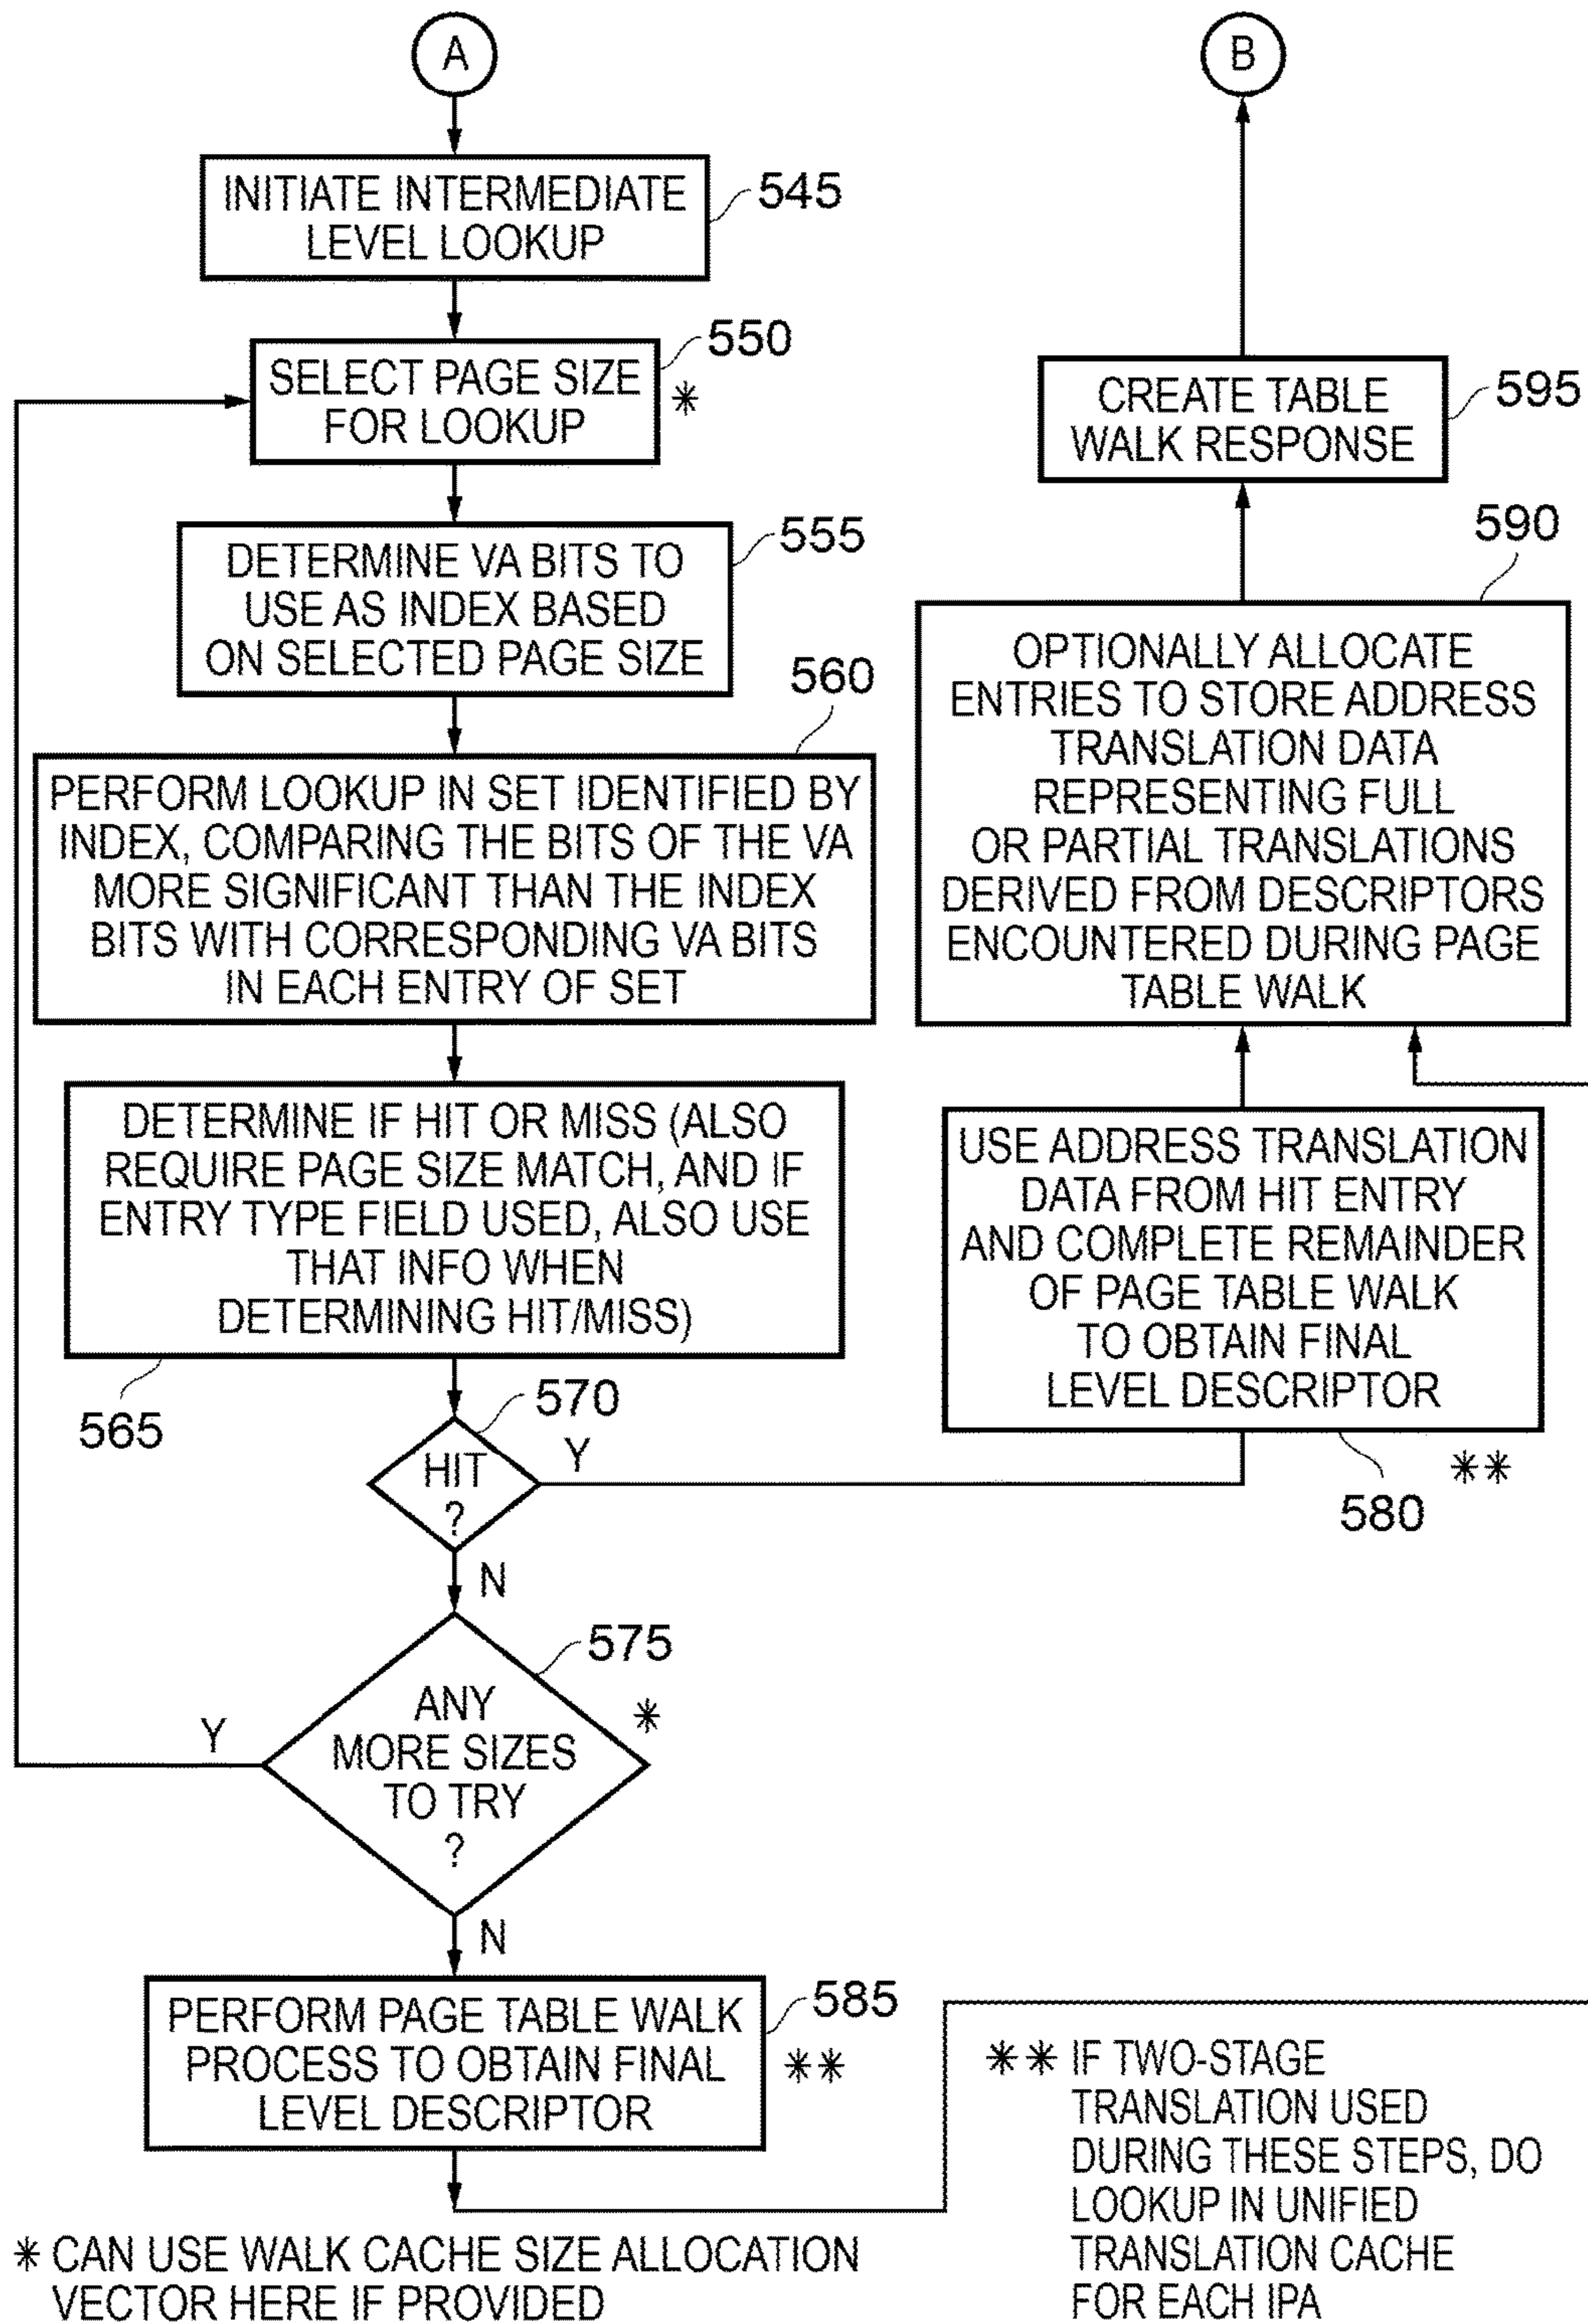 A
INITIATE INTERMEDIATE
LEVEL LOOKUP
545
SELECT PAGE SIZE
FOR LOOKUP
550
*
DETERMINE VA BITS TO
USE AS INDEX BASED
ON SELECTED PAGE SIZE
555
PERFORM LOOKUP IN SET IDENTIFIED BY
INDEX, COMPARING THE BITS OF THE VA
MORE SIGNIFICANT THAN THE INDEX
BITS WITH CORRESPONDING VA BITS
IN EACH ENTRY OF SET
560
DETERMINE IF HIT OR MISS (ALSO
REQUIRE PAGE SIZE MATCH, AND IF
ENTRY TYPE FIELD USED, ALSO USE
THAT INFO WHEN
DETERMINING HIT/MISS)
565
HIT
?
570
Y
N
ANY
MORE SIZES
TO TRY
?
575
*
Y
N
PERFORM PAGE TABLE WALK
PROCESS TO OBTAIN FINAL
LEVEL DESCRIPTOR
585
**
* CAN USE WALK CACHE SIZE ALLOCATION
VECTOR HERE IF PROVIDED
B
CREATE TABLE
WALK RESPONSE
595
590
OPTIONALLY ALLOCATE
ENTRIES TO STORE ADDRESS
TRANSLATION DATA
REPRESENTING FULL
OR PARTIAL TRANSLATIONS
DERIVED FROM DESCRIPTORS
ENCOUNTERED DURING PAGE
TABLE WALK
USE ADDRESS TRANSLATION
DATA FROM HIT ENTRY
AND COMPLETE REMAINDER
OF PAGE TABLE WALK
TO OBTAIN FINAL
LEVEL DESCRIPTOR
**
580
** IF TWO-STAGE
TRANSLATION USED
DURING THESE STEPS, DO
LOOKUP IN UNIFIED
TRANSLATION CACHE
FOR EACH IPA